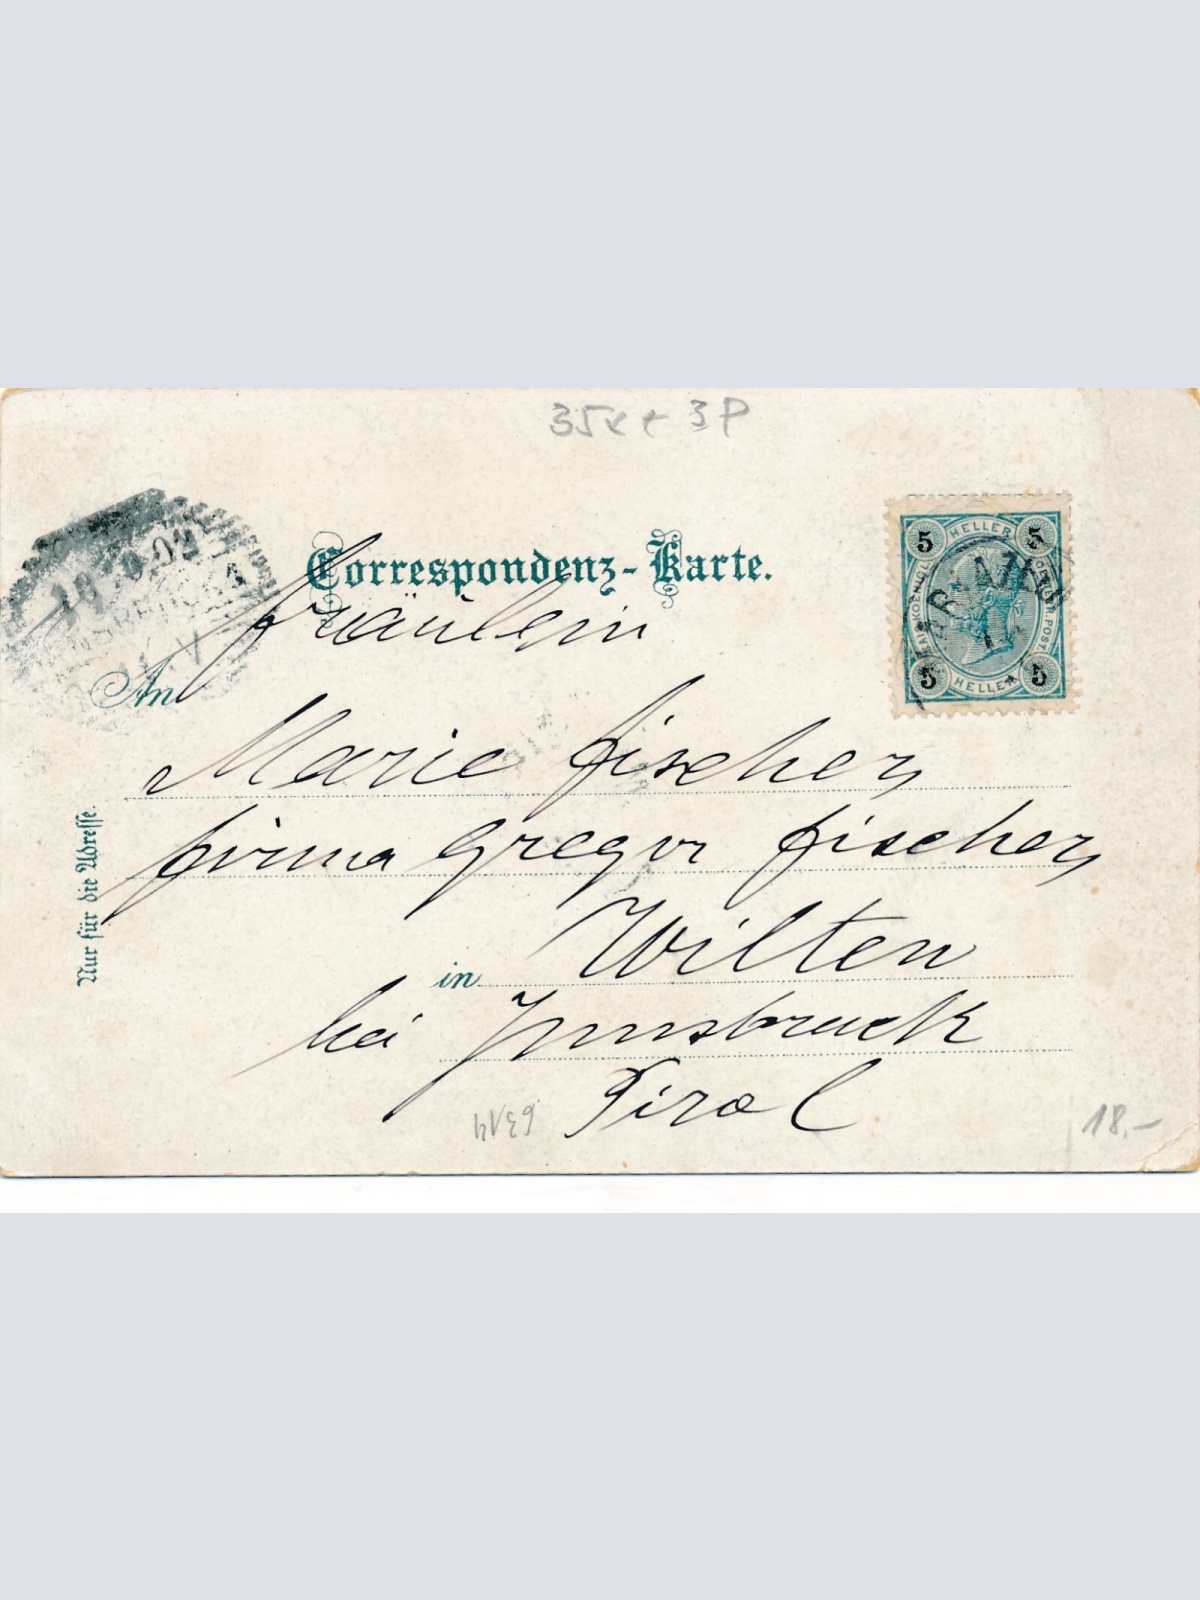 35x + 3P
Correspondenz-Karte.
5 HELLER 5
5 HELLER 5
Fräulein
An
Marie Fischer,
Firma Gregor Fischer,
in Wilten
bei Innsbruck
Tirol
Nur für die Adresse.
6314
18.-